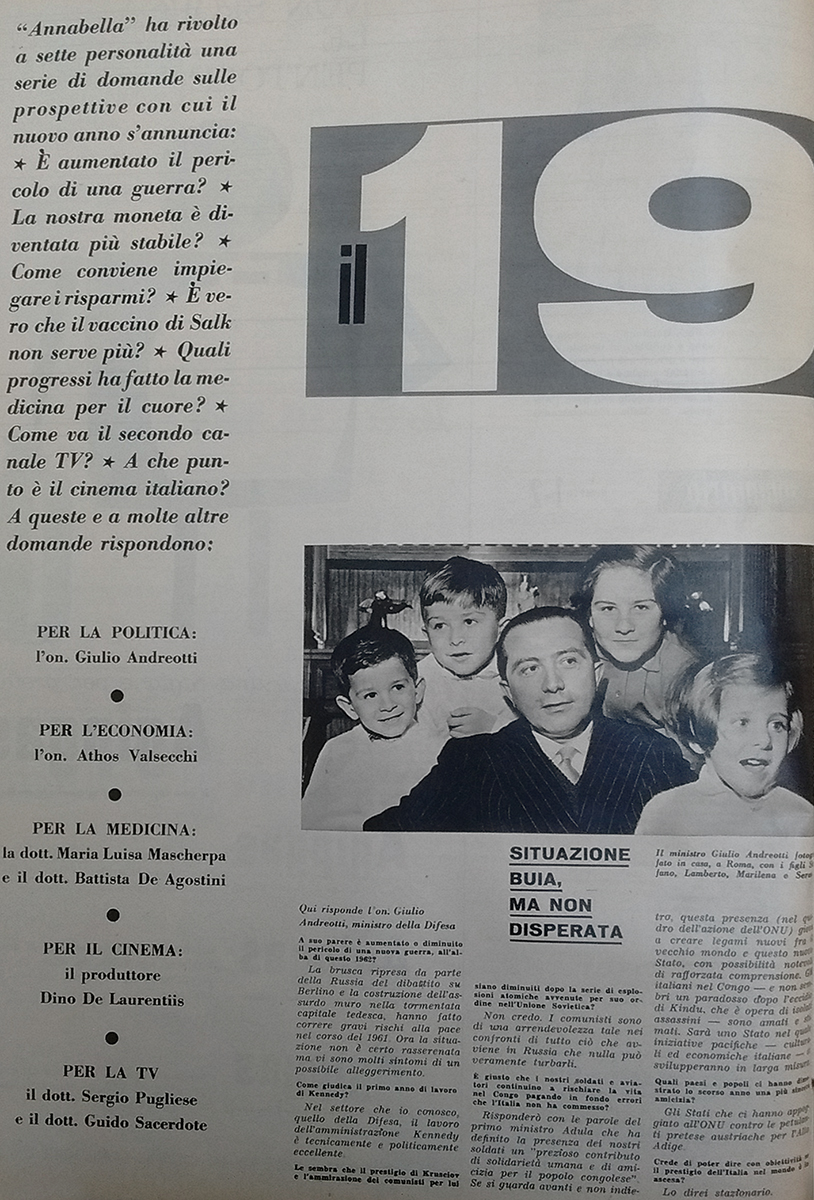 “Annabella” ha rivolto
a sette personalità una
serie di domande sulle
prospettive con cui il
nuovo anno s'annuncia:
★ È aumentato il peri-
colo di una guerra? ★
La nostra moneta è di-
ventata più stabile? ★
Come conviene impie-
gare i risparmi? ★ È ve-
ro che il vaccino di Salk
non serve più? ★ Quali
progressi ha fatto la me-
dicina per il cuore? ★
Come va il secondo ca-
nale TV? ★ A che pun-
to è il cinema italiano?
A queste e a molte altre
domande rispondono:
PER LA POLITICA:
l'on. Giulio Andreotti
●
PER L'ECONOMIA:
l'on. Athos Valsecchi
●
PER LA MEDICINA:
la dott. Maria Luisa Mascherpa
e il dott. Battista De Agostini
●
PER IL CINEMA:
il produttore
Dino De Laurentiis
●
PER LA TV
il dott. Sergio Pugliese
e il dott. Guido Sacerdote
il 19
SITUAZIONE
BUIA,
MA NON
DISPERATA
Il ministro Giulio Andreotti fotog
fato in casa, a Roma, con i figli S
fano, Lamberto, Marilena e Sere
Qui risponde l'on. Giulio
Andreotti, ministro della Difesa
A suo parere è aumentato o diminuito
il pericolo di una nuova guerra, all'al-
ba di questo 1962?
La brusca ripresa da parte
della Russia del dibattito su
Berlino e la costruzione dell'as-
surdo muro nella tormentata
capitale tedesca, hanno fatto
correre gravi rischi alla pace
nel corso del 1961. Ora la situa-
zione non è certo rasserenata
ma vi sono molti sintomi di un
possibile alleggerimento.
Come giudica il primo anno di lavoro
di Kennedy?
Nel settore che io conosco,
quello della Difesa, il lavoro
dell'amministrazione Kennedy
è tecnicamente e politicamente
eccellente.
Le sembra che il prestigio di Krusciov
e l'ammirazione dei comunisti per lui
siano diminuiti dopo la serie di esplo-
sioni atomiche avvenute per suo or-
dine nell'Unione Sovietica?
Non credo. I comunisti sono
di una arrendevolezza tale nei
confronti di tutto ciò che av-
viene in Russia che nulla può
veramente turbarli.
È giusto che i nostri soldati e avia-
tori continuino a rischiare la vita
nel Congo pagando in fondo errori
che l'Italia non ha commesso?
Risponderò con le parole del
primo ministro Adula che ha
definito la presenza dei nostri
soldati un "prezioso contributo
di solidarietà umana e di ami-
cizia per il popolo congolese".
Se si guarda avanti e non indie-
tro, questa presenza (nel qu
dro dell'azione dell'ONU) gio
a creare legami nuovi fra i
vecchio mondo e questo nuo
Stato, con possibilità notevo
di rafforzata comprensione. Gl
italiani nel Congo — e non sem
bri un paradosso dopo l'eccid
di Kindu, che è opera di
assassini — sono amati e sti
mati. Sarà uno Stato nel qu
iniziative pacifiche — cultura
li ed economiche italiane — si
svilupperanno in larga misur
Quali paesi e popoli ci hanno dimo
strato lo scorso anno una più sincer
amicizia?
Gli Stati che ci hanno appog
giato all'ONU contro le petulan
ti pretese austriache per l'Alto
Adige.
Crede di poter dire con obiettività
il prestigio dell'Italia nel mondo è in
ascesa?
Lo direi stazionario.